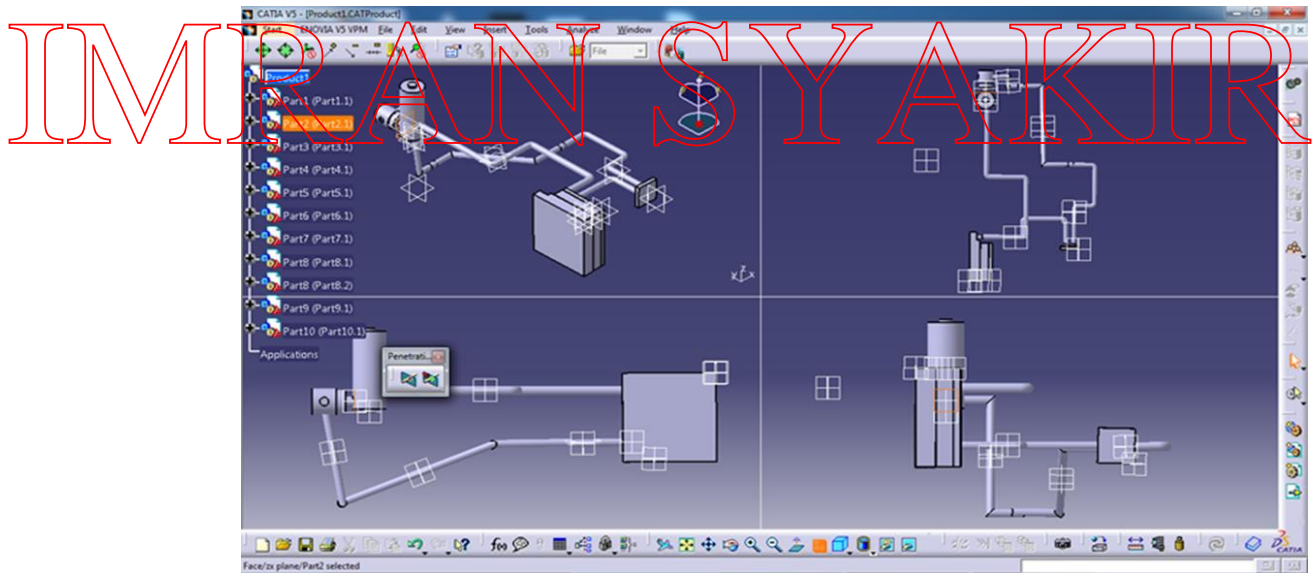 CATIA V5 - [Product1.CATProduct]
Start ENOVIA V5 VPM File Edit View Insert Tools Analyze Window Help
File
IMRAN SYAKIR
Product1
Part1 (Part1.1)
Part2 (Part2.1)
Part3 (Part3.1)
Part4 (Part4.1)
Part5 (Part5.1)
Part6 (Part6.1)
Part7 (Part7.1)
Part8 (Part8.1)
Part8 (Part8.2)
Part9 (Part9.1)
Part10 (Part10.1)
Applications
Penetrati...
z
x
f(x)
CATIA
Face/zx plane/Part2 selected